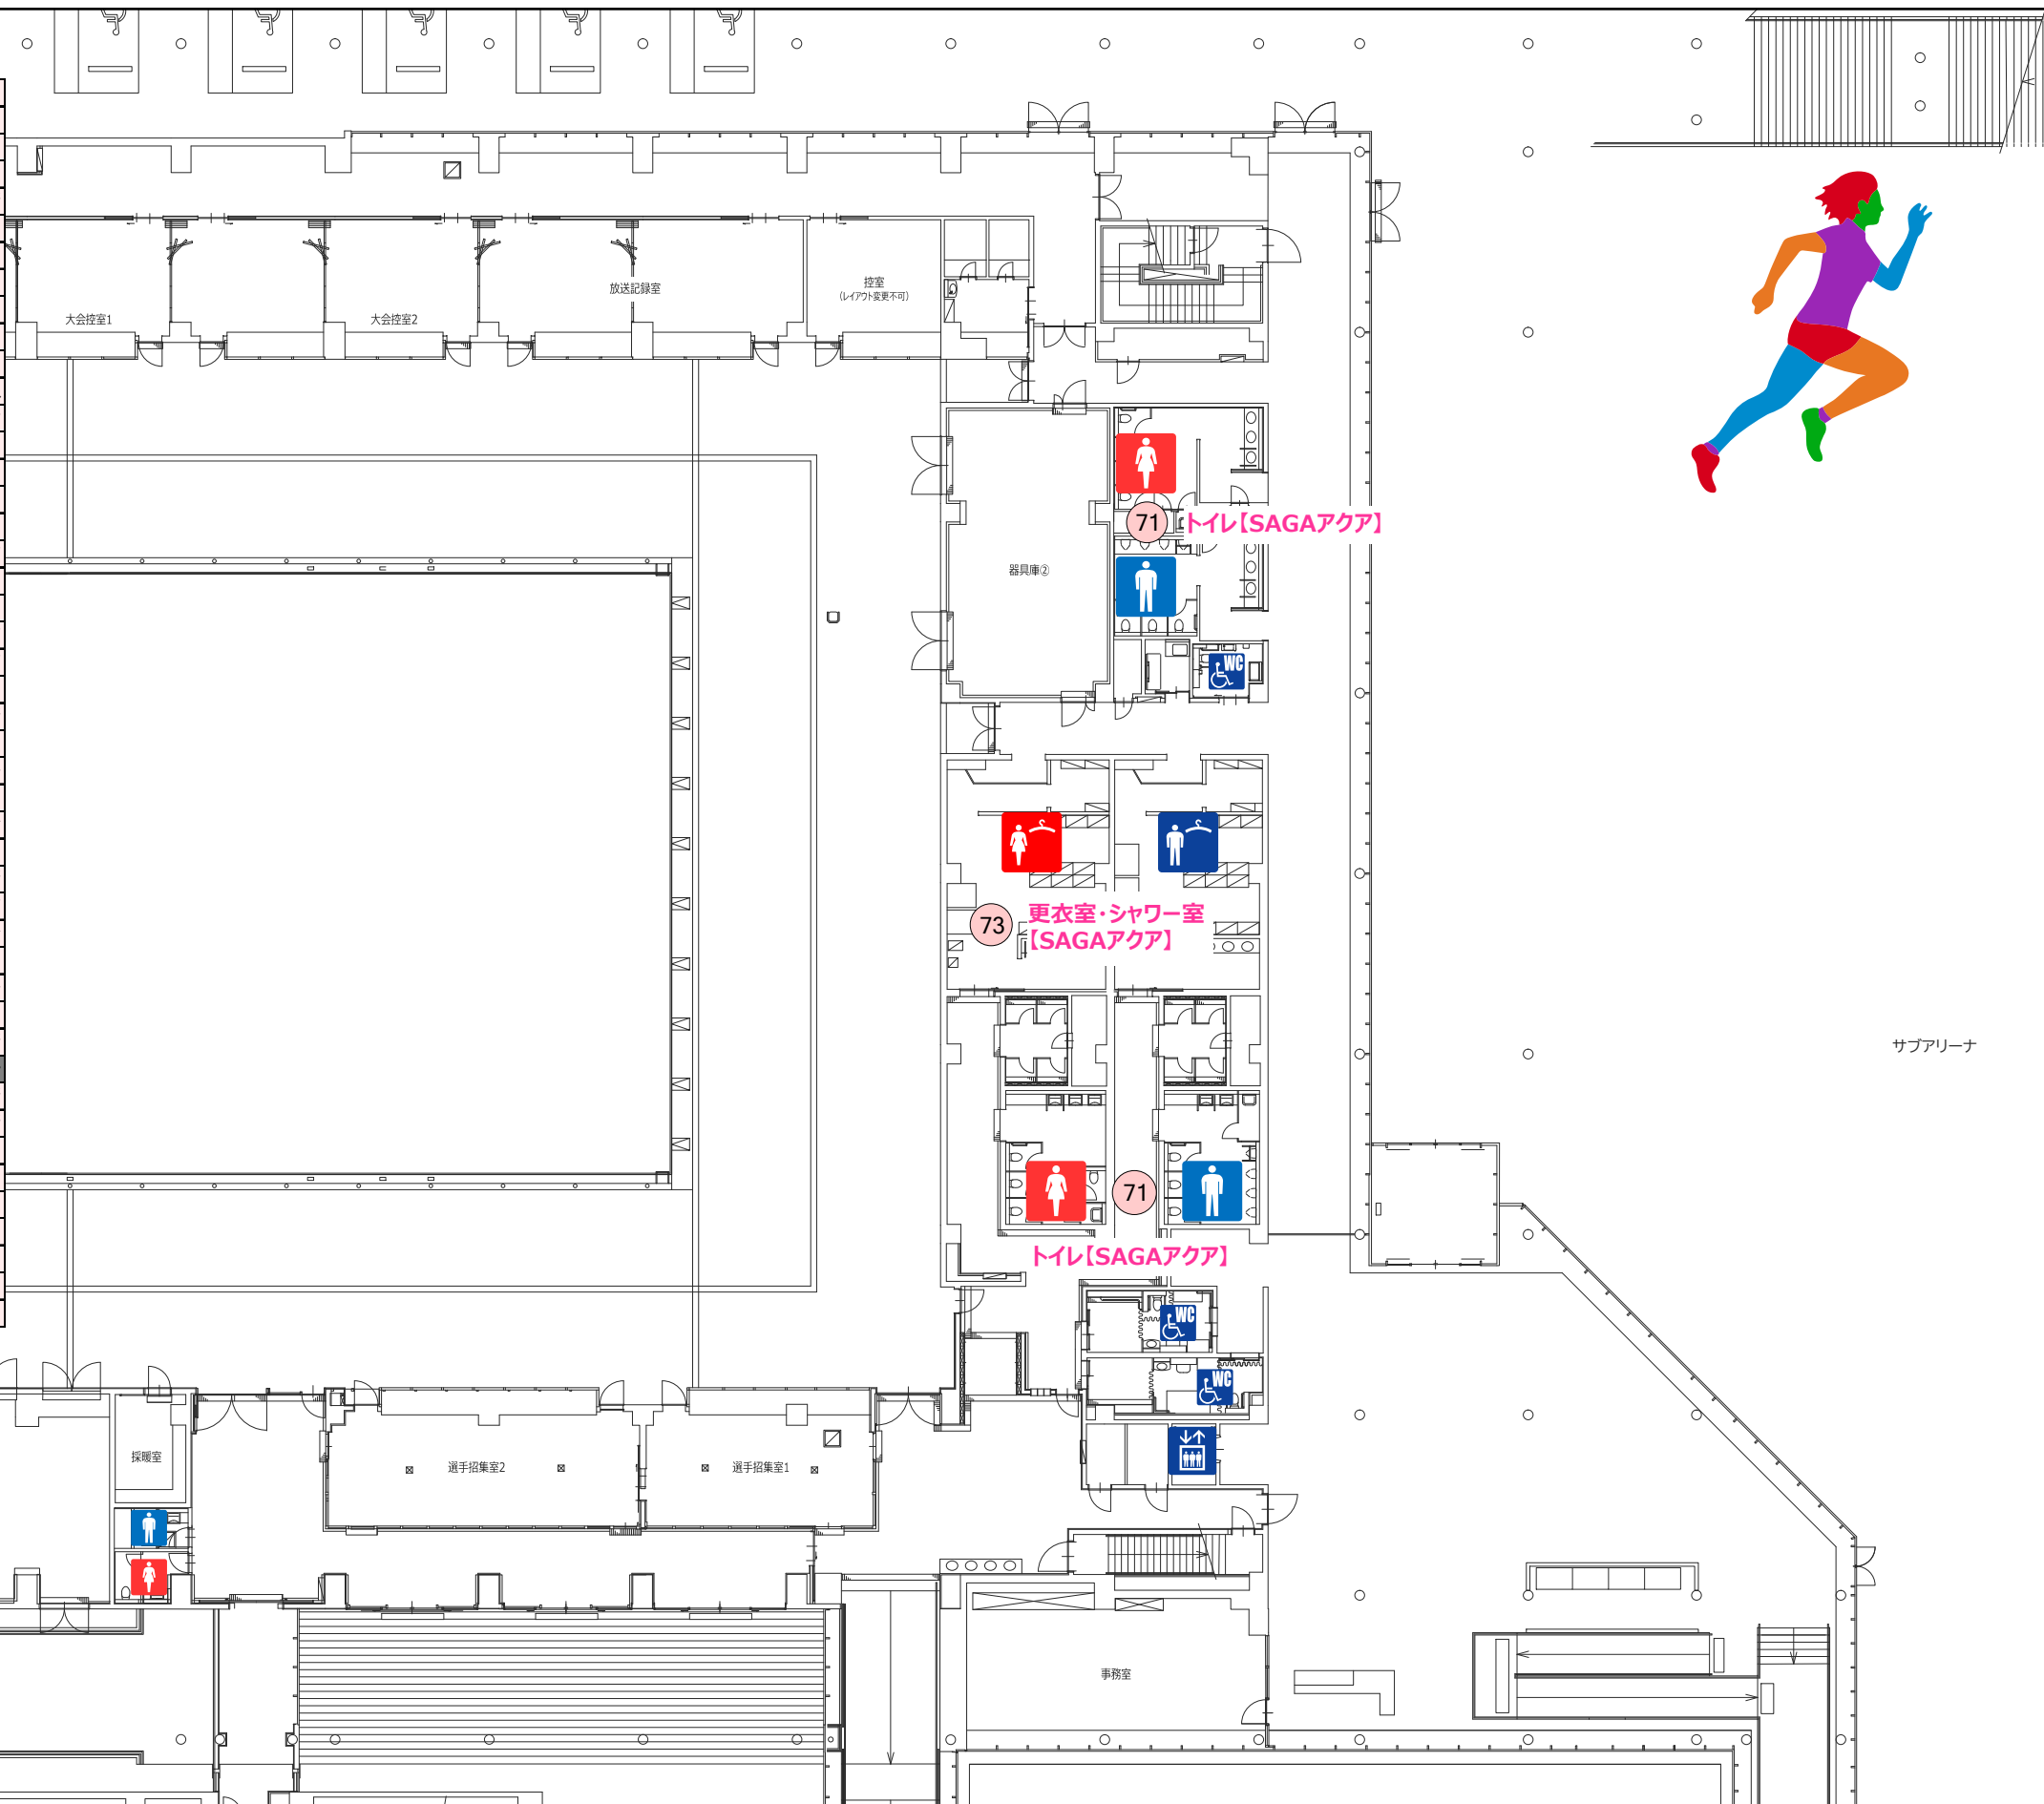 放送記録室
控室
(レイアウト変更不可)
大会控室1
大会控室2
71
トイレ【SAGAアクア】
器具庫②
WC
73
更衣室・シャワー室
【SAGAアクア】
サブアリーナ
71
トイレ【SAGAアクア】
WC
WC
採暖室
選手招集室2
選手招集室1
事務室